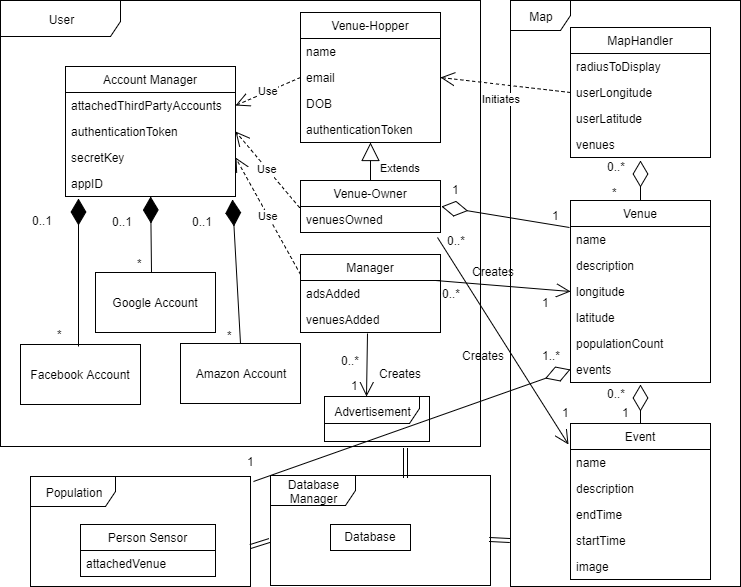 User
Venue-Hopper
name
email
DOB
authenticationToken
Account Manager
attachedThirdPartyAccounts
authenticationToken
secretKey
appID
Use
Use
Use
Extends
Venue-Owner
venuesOwned
Manager
adsAdded
venuesAdded
0..1
0..1
0..1
*
*
*
Google Account
Facebook Account
Amazon Account
0..*
1
Creates
Advertisement
Map
MapHandler
radiusToDisplay
userLongitude
userLatitude
venues
Initiates
0..*
*
1
1
Venue
name
description
longitude
latitude
populationCount
events
0..*
Creates
0..*
1
Creates
1..*
1
0..*
1
1
Event
name
description
endTime
startTime
image
Population
Person Sensor
attachedVenue
Database
Manager
Database